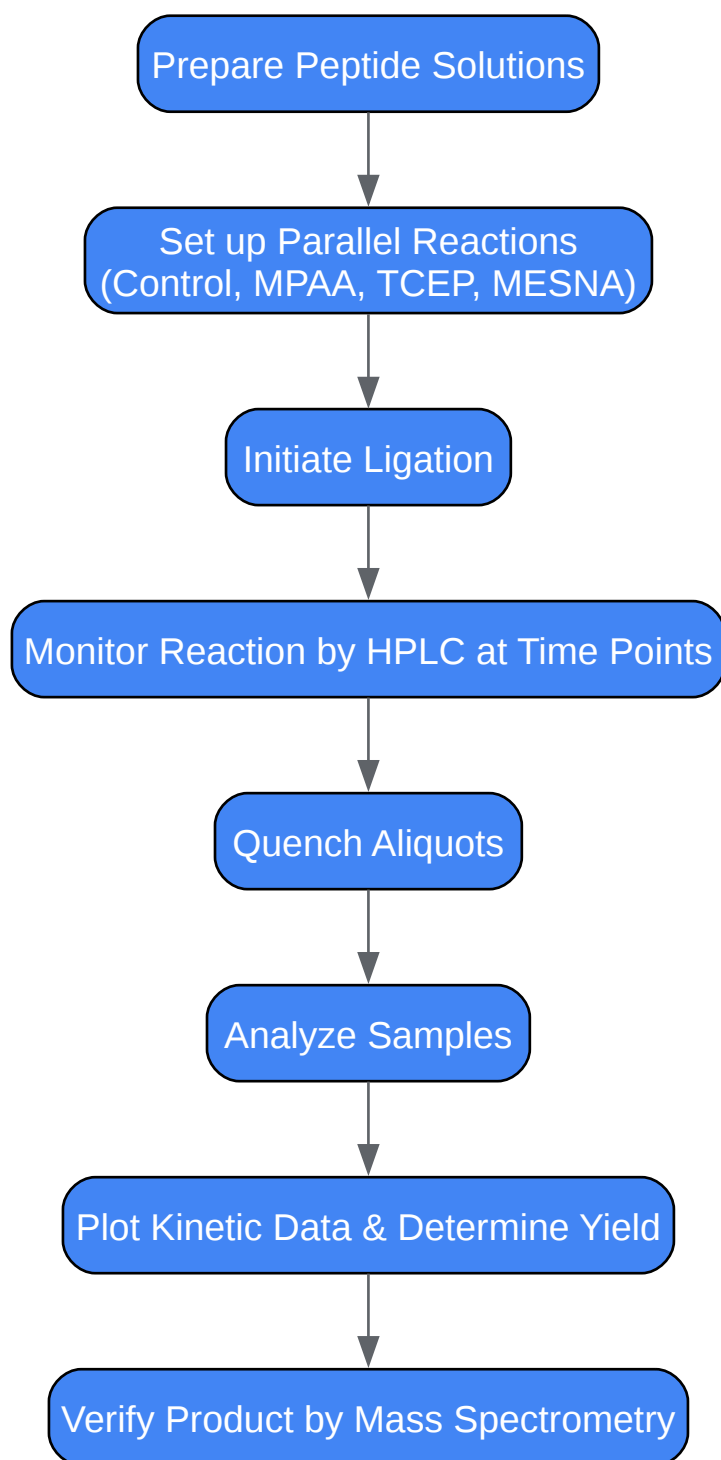 Prepare Peptide Solutions
Set up Parallel Reactions
(Control, MPAA, TCEP, MESNA)
Initiate Ligation
Monitor Reaction by HPLC at Time Points
Quench Aliquots
Analyze Samples
Plot Kinetic Data & Determine Yield
Verify Product by Mass Spectrometry